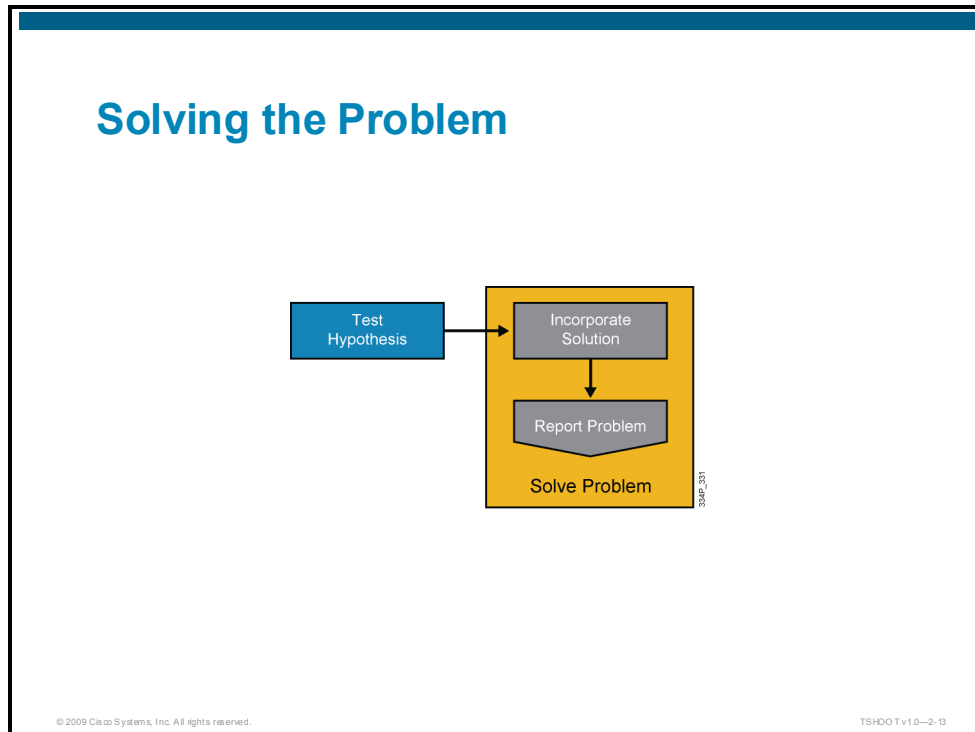 Solving the Problem
Test
Hypothesis
Incorporate
Solution
Report Problem
Solve Problem
334P_331
© 2009 Cisco Systems, Inc. All rights reserved.
TSHOOT v1.0—2-13